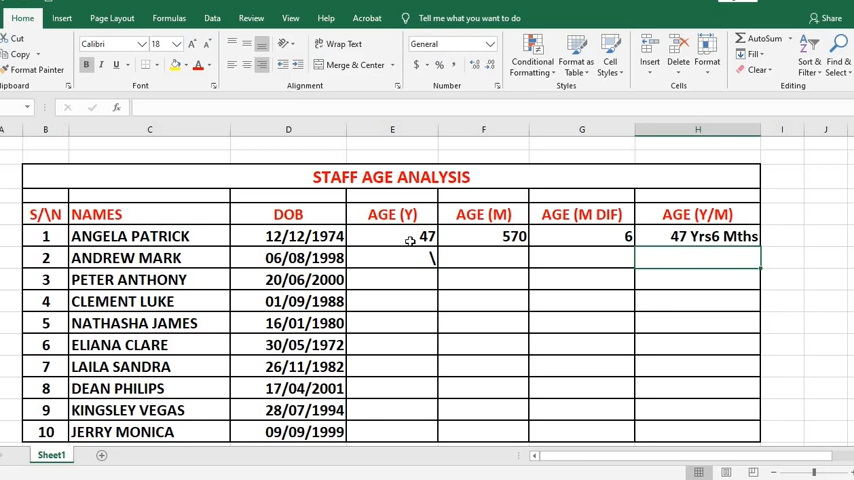 Home Insert Page Layout Formulas Data Review View Help Acrobat Tell me what you want to do Share
Cut
Copy
Format Painter
Clipboard
Calibri 18
B I U
Font
Wrap Text
Merge & Center
Alignment
General
$ % ,
Number
Conditional Formatting
Format as Table
Cell Styles
Styles
Insert Delete Format
Cells
AutoSum
Fill
Clear
Sort & Filter
Find & Select
Editing
fx
A B C D E F G H I J
STAFF AGE ANALYSIS
S/\N NAMES DOB AGE (Y) AGE (M) AGE (M DIF) AGE (Y/M)
1 ANGELA PATRICK 12/12/1974 47 570 6 47 Yrs6 Mths
2 ANDREW MARK 06/08/1998 \
3 PETER ANTHONY 20/06/2000
4 CLEMENT LUKE 01/09/1988
5 NATHASHA JAMES 16/01/1980
6 ELIANA CLARE 30/05/1972
7 LAILA SANDRA 26/11/1982
8 DEAN PHILIPS 17/04/2001
9 KINGSLEY VEGAS 28/07/1994
10 JERRY MONICA 09/09/1999
Sheet1